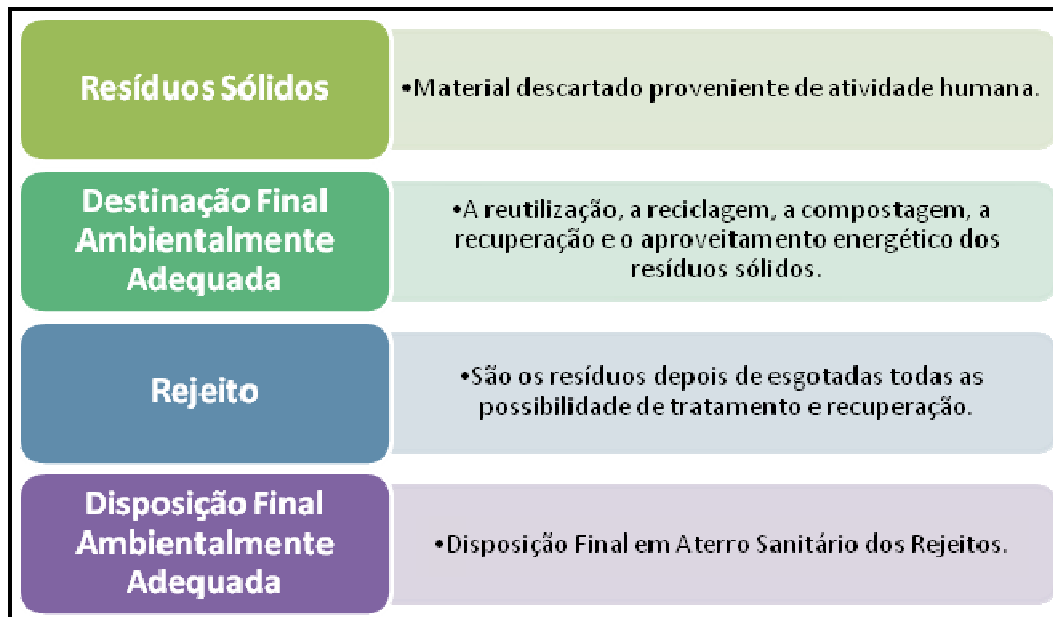 Resíduos Sólidos
•Material descartado proveniente de atividade humana.
Destinação Final
Ambientalmente
Adequada
•A reutilização, a reciclagem, a compostagem, a
recuperação e o aproveitamento energético dos
resíduos sólidos.
Rejeito
•São os resíduos depois de esgotadas todas as
possibilidade de tratamento e recuperação.
Disposição Final
Ambientalmente
Adequada
•Disposição Final em Aterro Sanitário dos Rejeitos.